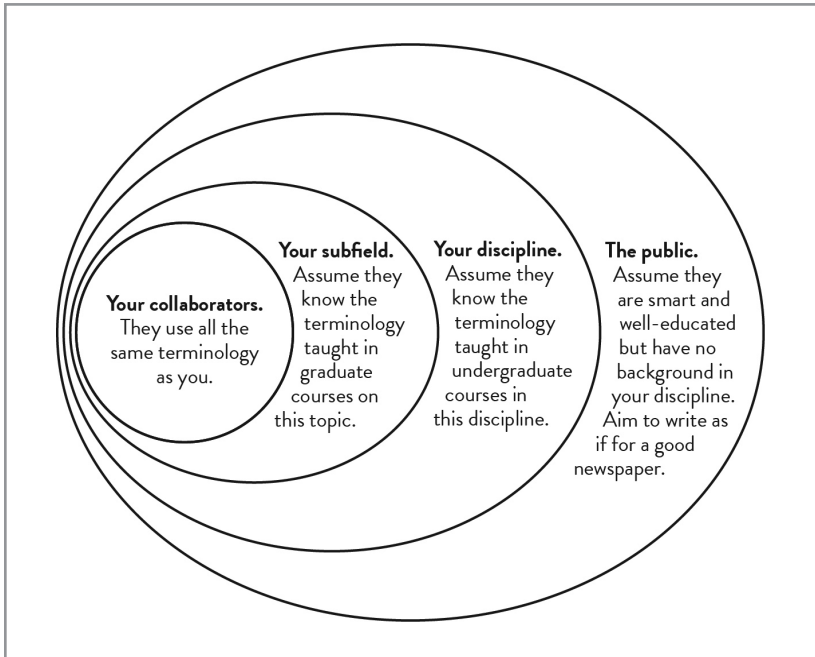 Your collaborators.
They use all the
same terminology
as you.
Your subfield.
Assume they
know the
terminology
taught in
graduate
courses on
this topic.
Your discipline.
Assume they
know the
terminology
taught in
undergraduate
courses in
this discipline.
The public.
Assume they
are smart and
well-educated
but have no
background in
your discipline.
Aim to write as
if for a good
newspaper.